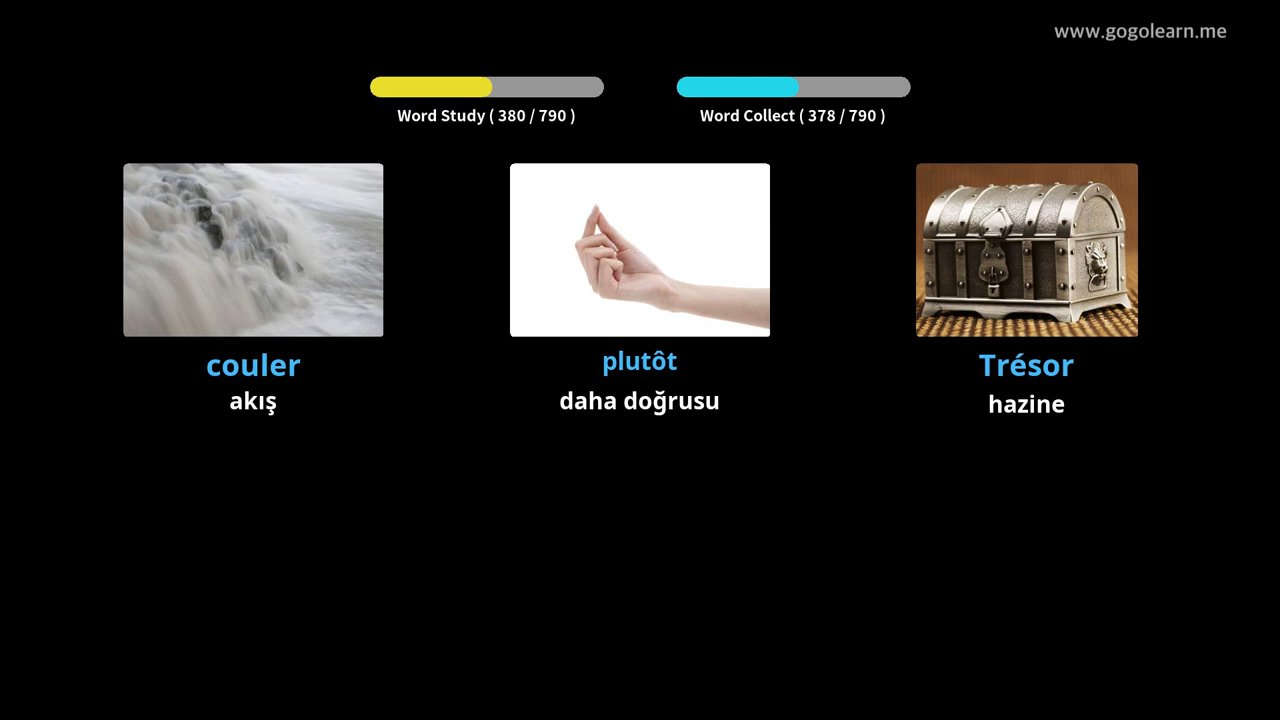 www.gogolearn.me
Word Study ( 380 / 790 )
Word Collect ( 378 / 790 )
couler
akış
plutôt
daha doğrusu
Trésor
hazine